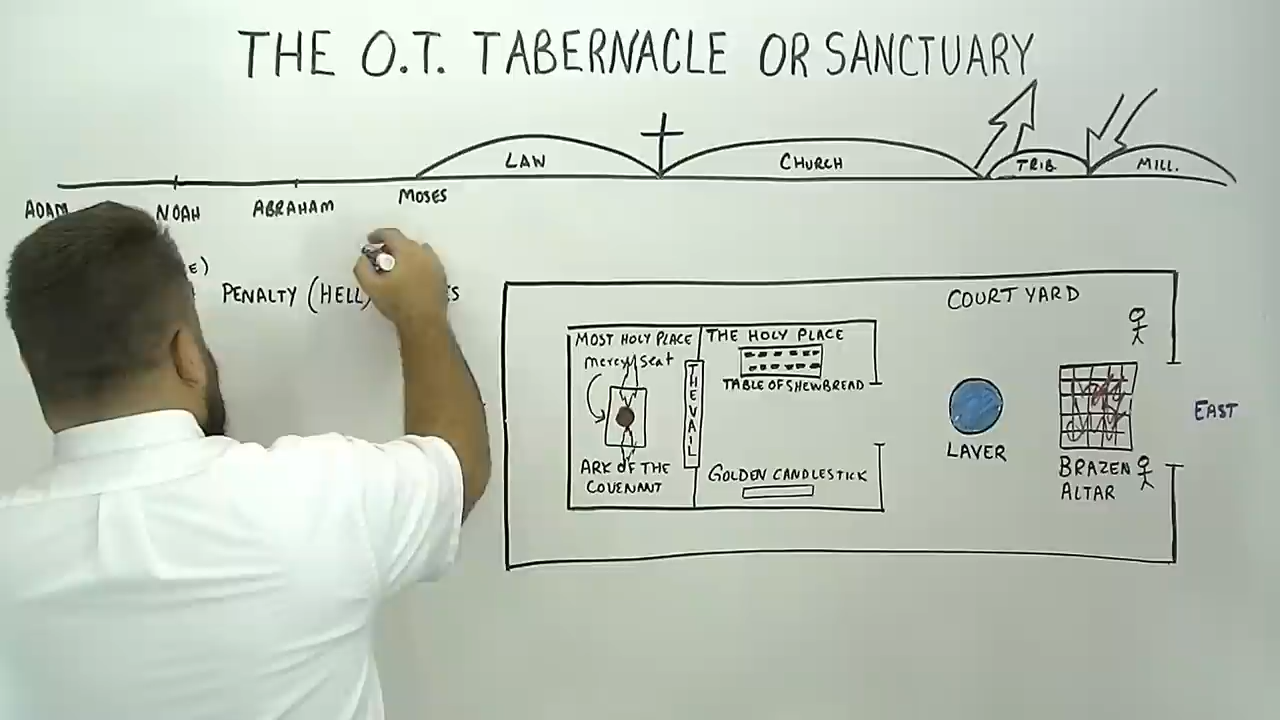 THE O.T. TABERNACLE OR SANCTUARY
LAW
CHURCH
TRIB
MILL.
ADAM
NOAH
ABRAHAM
MOSES
PENALTY (HELL)
COURT YARD
MOST HOLY PLACE
mercy seat
ARK OF THE
COVENANT
THE VAIL
THE HOLY PLACE
TABLE OF SHEWBREAD
GOLDEN CANDLESTICK
LAVER
BRAZEN
ALTAR
EAST